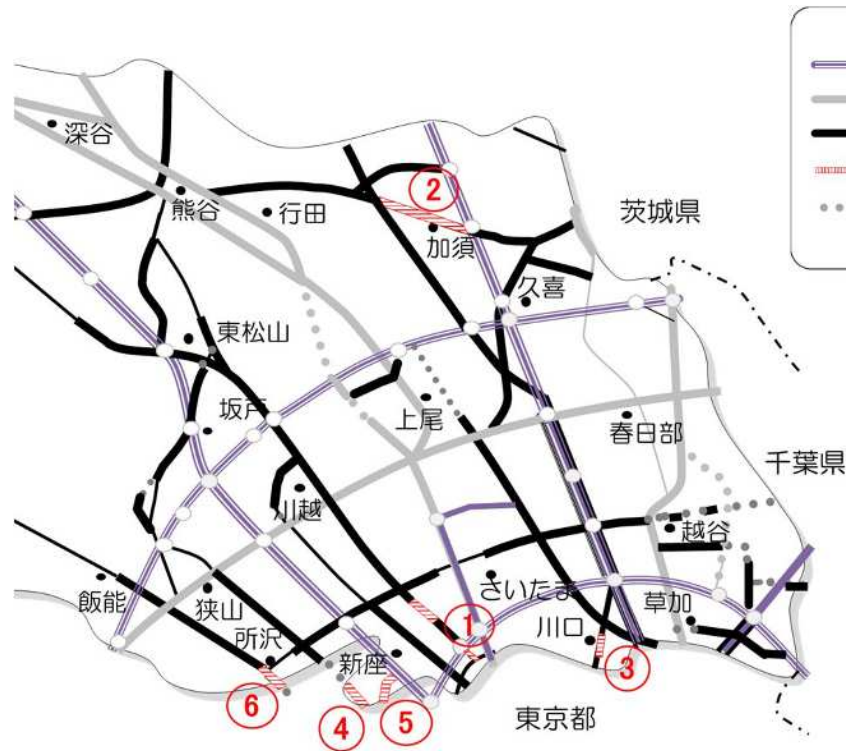 深谷
熊谷
行田
②
加須
茨城県
久喜
東松山
坂戸
上尾
春日部
千葉県
川越
越谷
さいたま
飯能
狭山
①
草加
所沢
新座
川口
③
⑥
④
⑤
東京都